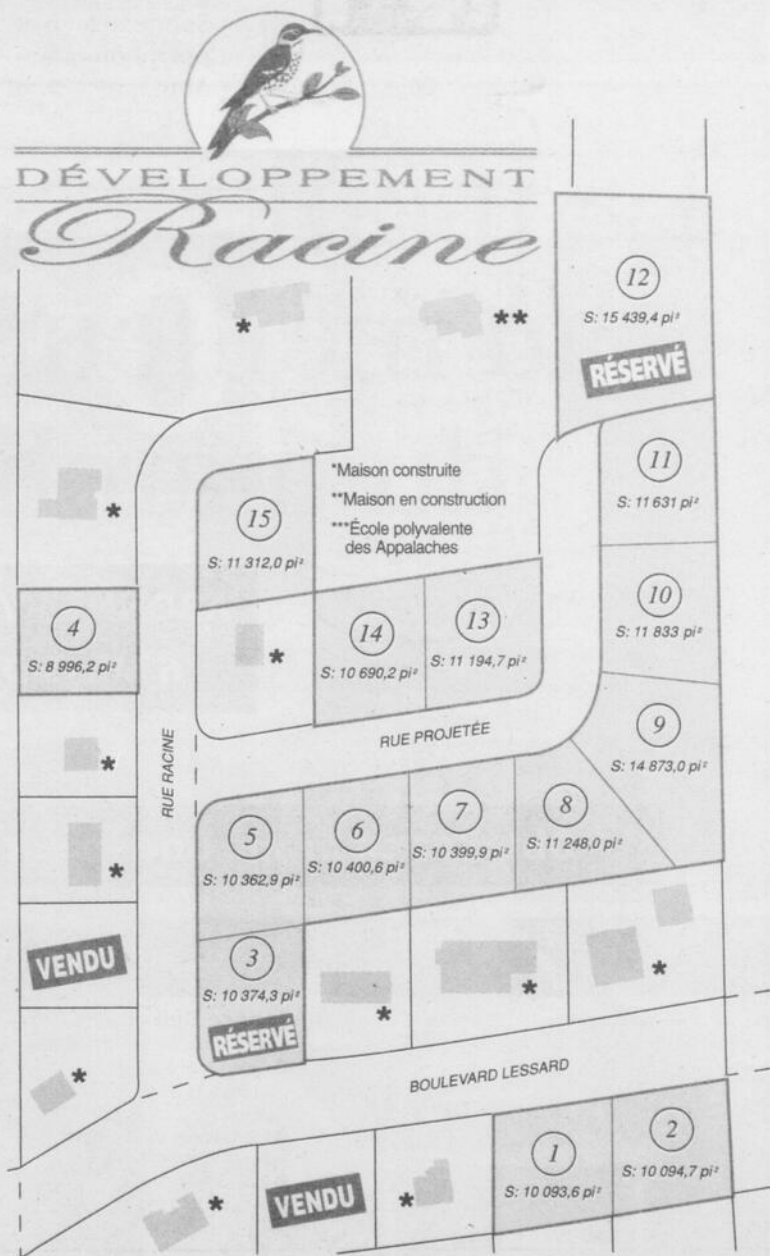 DÉVELOPPEMENT
Racine
12
S: 15 439,4 pi²
RÉSERVÉ
*
**
*Maison construite
**Maison en construction
***École polyvalente
des Appalaches
11
S: 11 631 pi²
*
15
S: 11 312,0 pi²
10
S: 11 833 pi²
4
S: 8 996,2 pi²
14
S: 10 690,2 pi²
13
S: 11 194,7 pi²
*
9
S: 14 873,0 pi²
RUE PROJETÉE
RUE RACINE
*
5
S: 10 362,9 pi²
6
S: 10 400,6 pi²
7
S: 10 399,9 pi²
8
S: 11 248,0 pi²
*
VENDU
3
S: 10 374,3 pi²
RÉSERVÉ
*
*
*
*
BOULEVARD LESSARD
1
S: 10 093,6 pi²
2
S: 10 094,7 pi²
*
VENDU
*